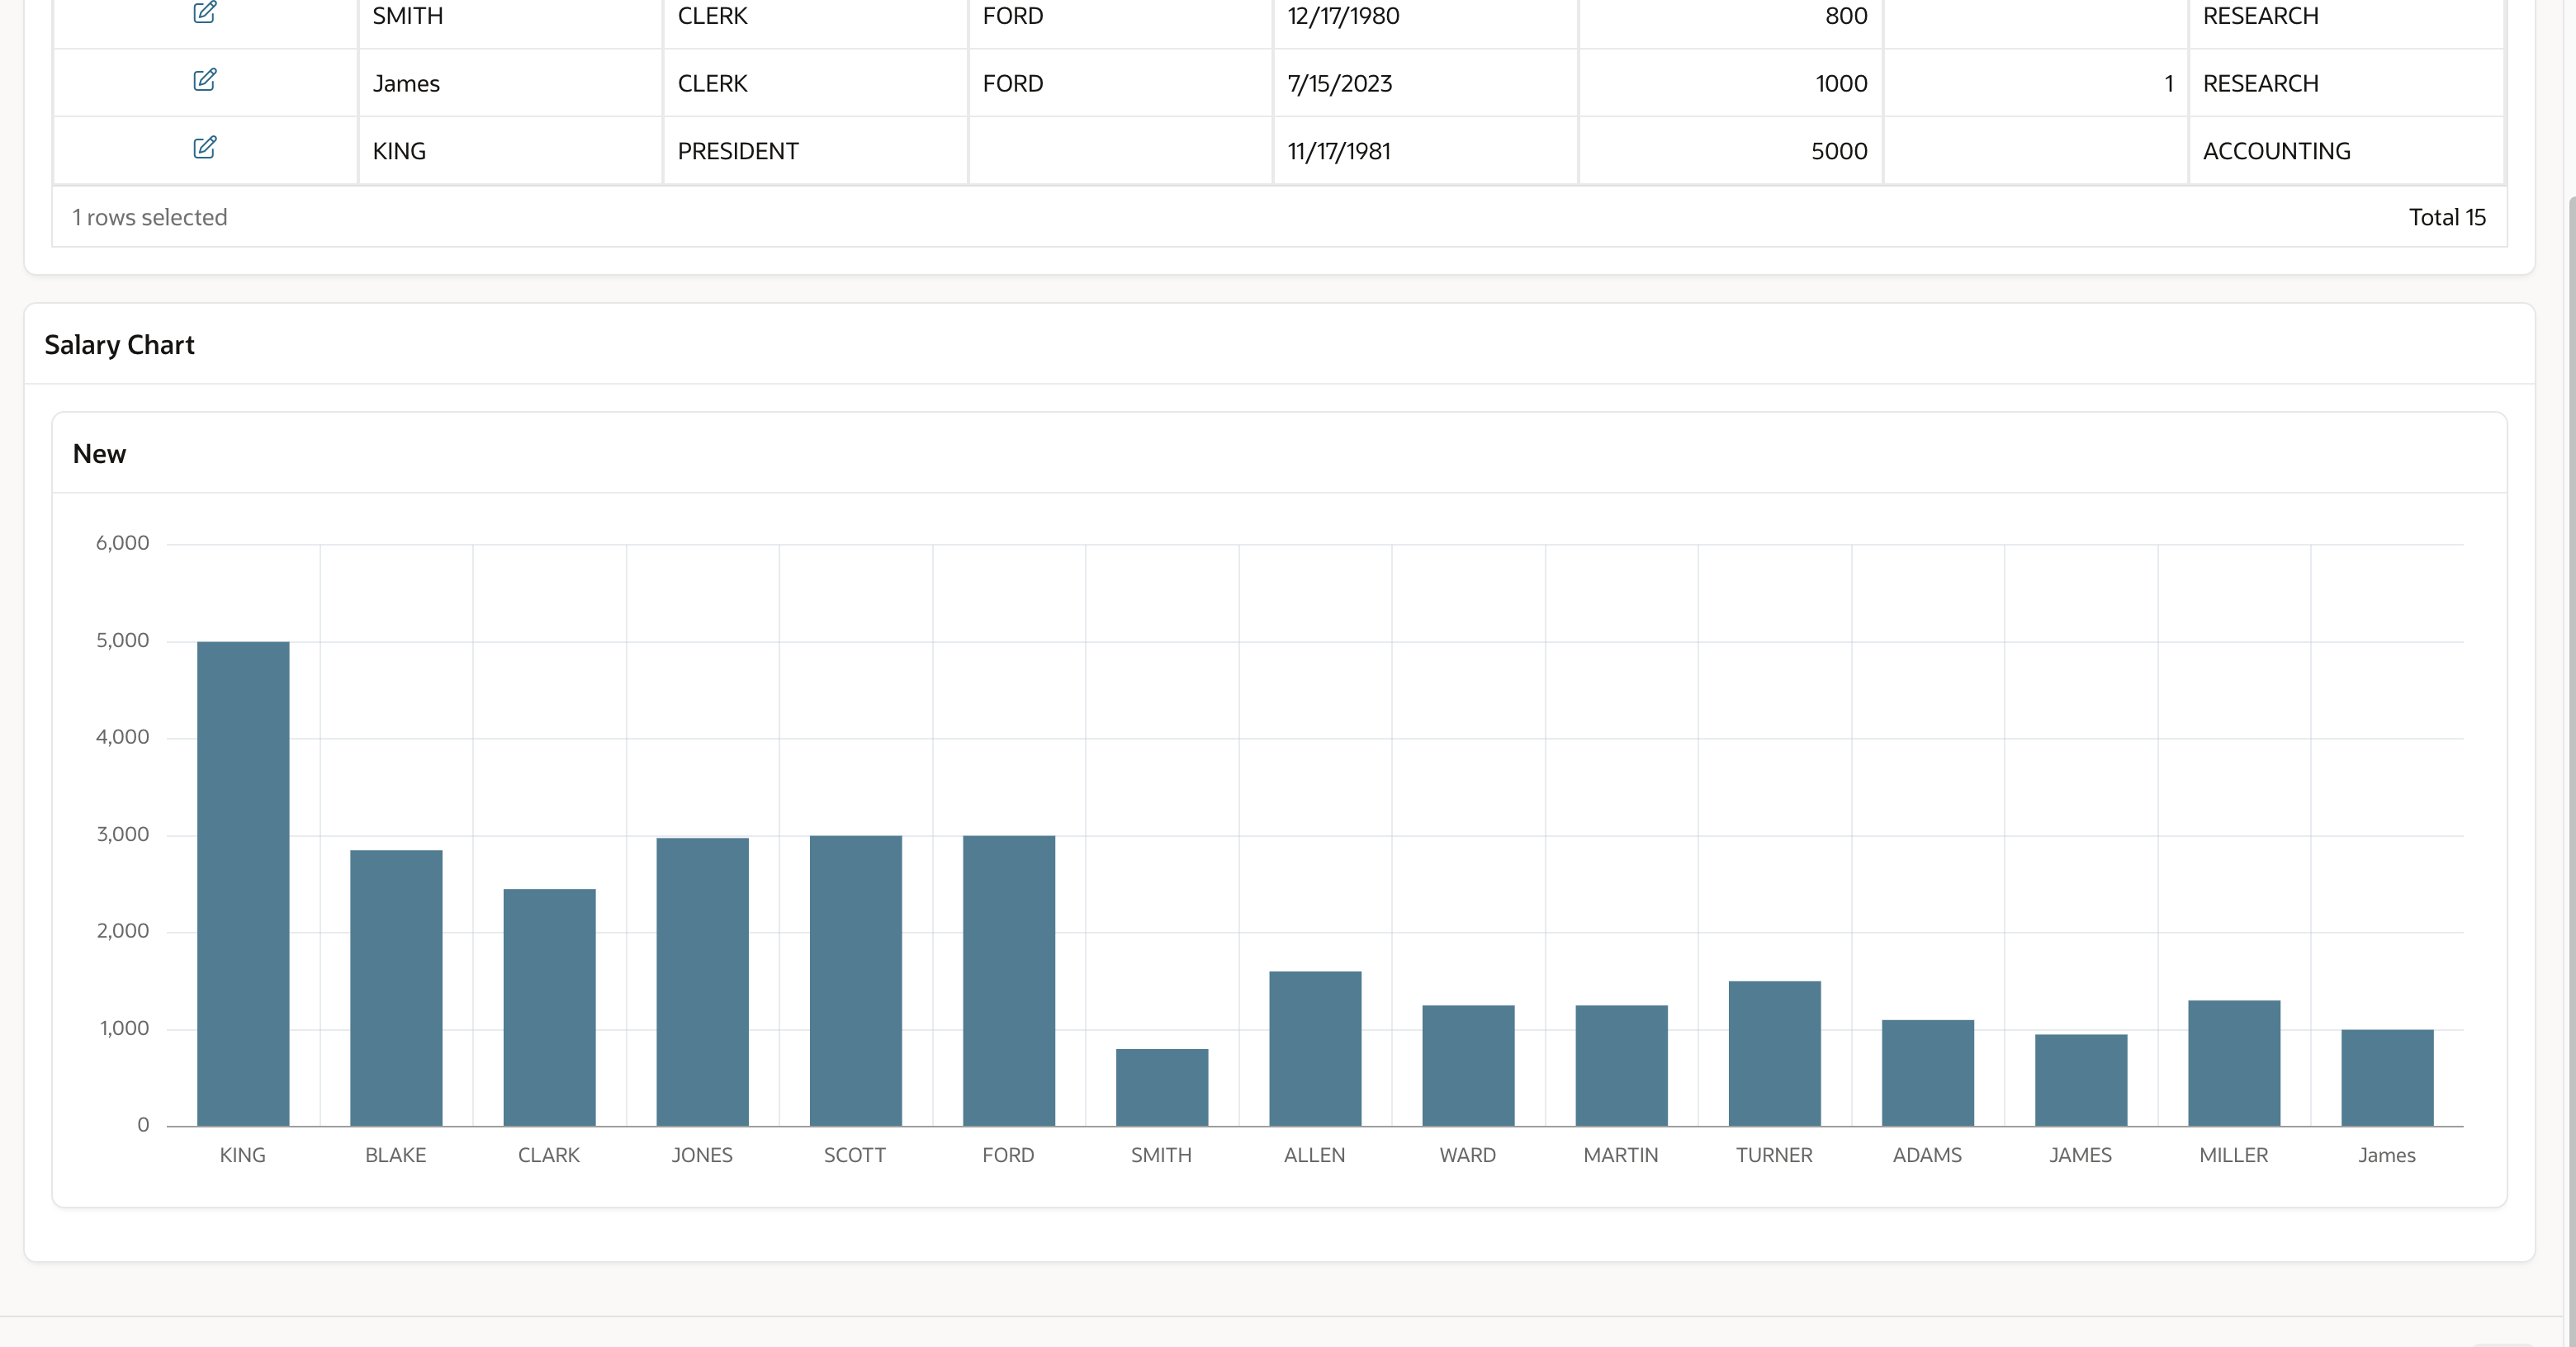 SMITH CLERK FORD 12/17/1980 800 RESEARCH
James CLERK FORD 7/15/2023 1000 1 RESEARCH
KING PRESIDENT 11/17/1981 5000 ACCOUNTING
1 rows selected Total 15
Salary Chart
New
6,000
5,000
4,000
3,000
2,000
1,000
0
KING BLAKE CLARK JONES SCOTT FORD SMITH ALLEN WARD MARTIN TURNER ADAMS JAMES MILLER James